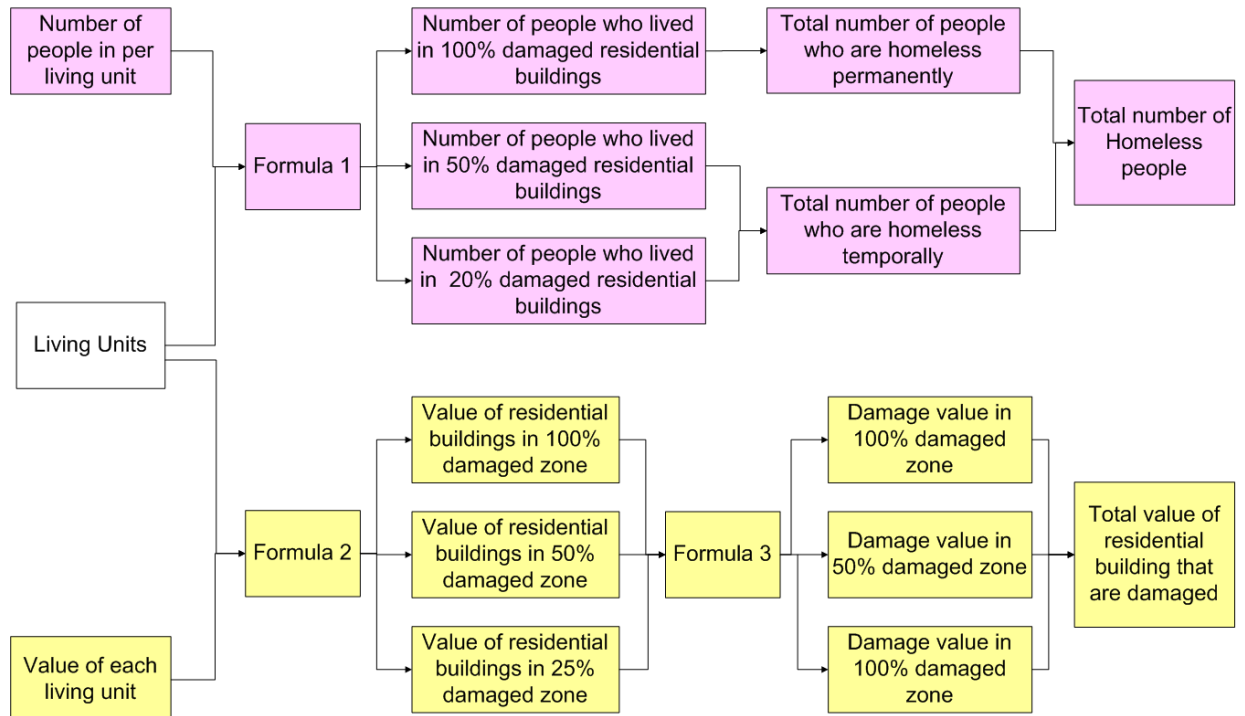 Number of
people in per
living unit
Formula 1
Number of people who lived
in 100% damaged residential
buildings
Number of people who lived
in 50% damaged residential
buildings
Number of people who lived
in  20% damaged residential
buildings
Total number of people
who are homeless
permanently
Total number of people
who are homeless
temporally
Total number of
Homeless
people
Living Units
Value of each
living unit
Formula 2
Value of residential
buildings in 100%
damaged zone
Value of residential
buildings in 50%
damaged zone
Value of residential
buildings in 25%
damaged zone
Formula 3
Damage value in
100% damaged
zone
Damage value in
50% damaged zone
Damage value in
100% damaged
zone
Total value of
residential
building that
are damaged